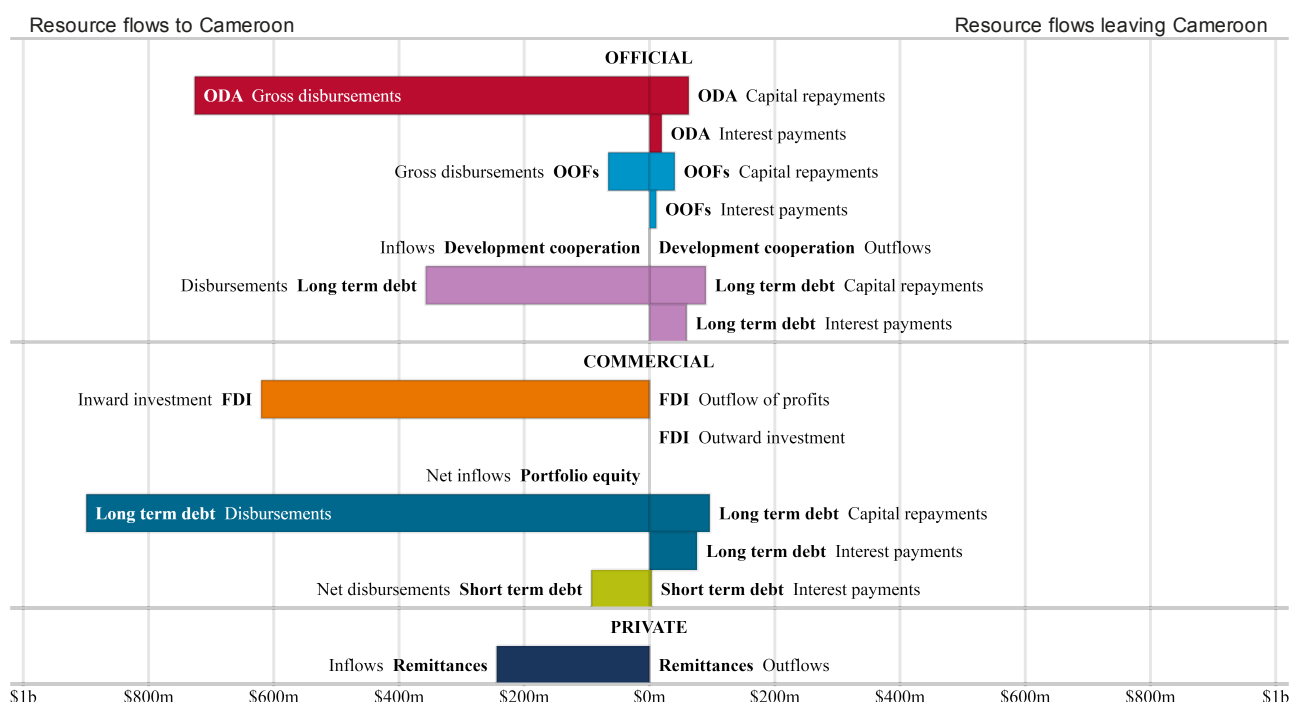 Resource flows to Cameroon Resource flows leaving Cameroon
OFFICIAL
ODA Gross disbursements ODA Capital repayments
ODA Interest payments
Gross disbursements OOFs OOFs Capital repayments
OOFs Interest payments
Inflows Development cooperation Development cooperation Outflows
Disbursements Long term debt Long term debt Capital repayments
Long term debt Interest payments
COMMERCIAL
Inward investment FDI FDI Outflow of profits
FDI Outward investment
Net inflows Portfolio equity
Long term debt Disbursements Long term debt Capital repayments
Long term debt Interest payments
Net disbursements Short term debt Short term debt Interest payments
PRIVATE
Inflows Remittances Remittances Outflows
$1b $800m $600m $400m $200m $0m $200m $400m $600m $800m $1b